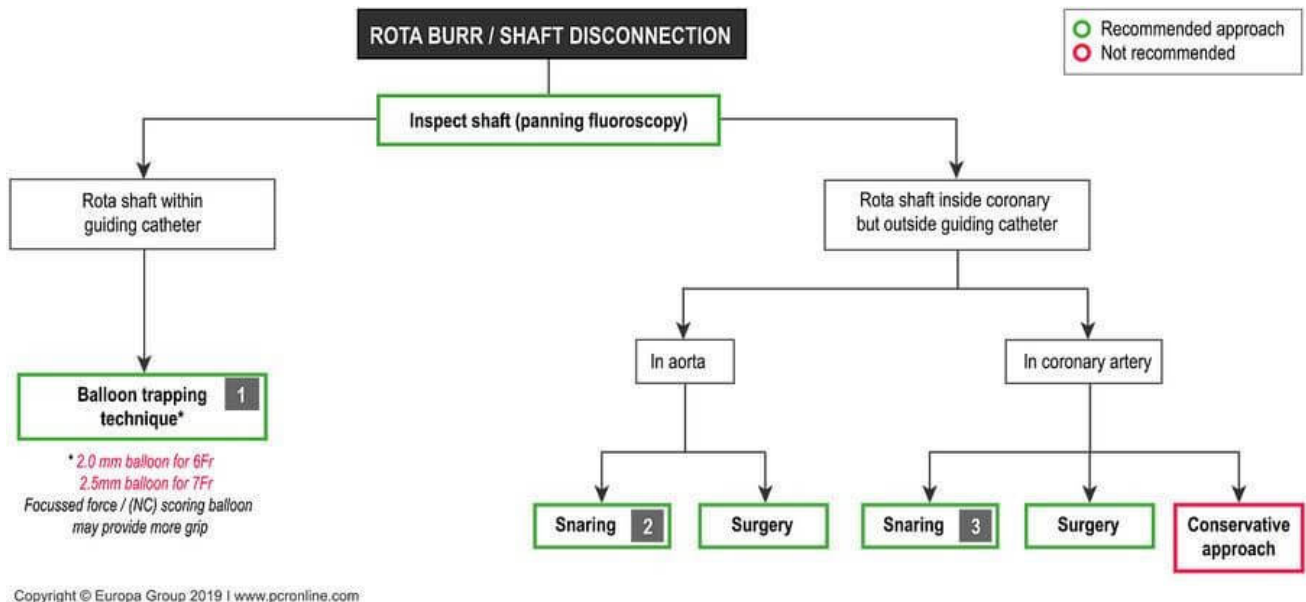 ROTA BURR / SHAFT DISCONNECTION
Recommended approach
Not recommended
Inspect shaft (panning fluoroscopy)
Rota shaft within
guiding catheter
Rota shaft inside coronary
but outside guiding catheter
In aorta
In coronary artery
Balloon trapping
technique*
1
* 2.0 mm balloon for 6Fr
2.5mm balloon for 7Fr
Focussed force / (NC) scoring balloon
may provide more grip
Snaring 2
Surgery
Snaring 3
Surgery
Conservative
approach
Copyright © Europa Group 2019 I www.pcronline.com